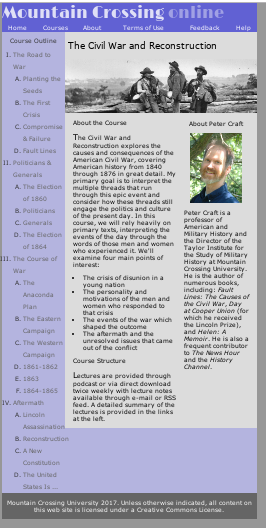 Mountain Crossing online
Home Courses About Terms of Use Feedback Help
Course Outline
I. The Road to
War
A. Planting the
Seeds
B. The First
Crisis
C. Compromise
& Failure
D. Fault Lines
II. Politicians &
Generals
A. The Election
of 1860
B. Politicians
C. Generals
D. The Election
of 1864
III. The Course of
War
A. The
Anaconda
Plan
B. The Eastern
Campaign
C. The Western
Campaign
D. 1861-1862
E. 1863
F. 1864-1865
IV. Aftermath
A. Lincoln
Assassination
B. Reconstruction
C. A New
Constitution
D. The United
States Is ...
The Civil War and Reconstruction
About the Course
The Civil War and
Reconstruction explores the
causes and consequences of the
American Civil War, covering
American history from 1840
through 1876 in great detail. My
primary goal is to interpret the
multiple threads that run
through this epic event and
consider how these threads still
engage the politics and culture
of the present day. In this
course, we will rely heavily on
primary texts, interpreting the
events of the day through the
words of those men and women
who experienced it. We'll
examine four main points of
interest:
• The crisis of disunion in a
young nation
• The personality and
motivations of the men and
women who responded to
that crisis
• The events of the war which
shaped the outcome
• The aftermath and the
unresolved issues that came
out of the conflict
Course Structure
Lectures are provided through
podcast or via direct download
twice weekly with lecture notes
available through e-mail or RSS
feed. A detailed summary of the
lectures is provided in the links
at the left.
About Peter Craft
Peter Craft is a
professor of
American and
Military History and
the Director of the
Taylor Institute for
the Study of Military
History at Mountain
Crossing University.
He is the author of
numerous books,
including: Fault
Lines: The Causes of
the Civil War, Day
at Cooper Union (for
which he received
the Lincoln Prize),
and Helen: A
Memoir. He is also a
frequent contributor
to The News Hour
and the History
Channel.
Mountain Crossing University 2017. Unless otherwise indicated, all content on
this web site is licensed under a Creative Commons License.